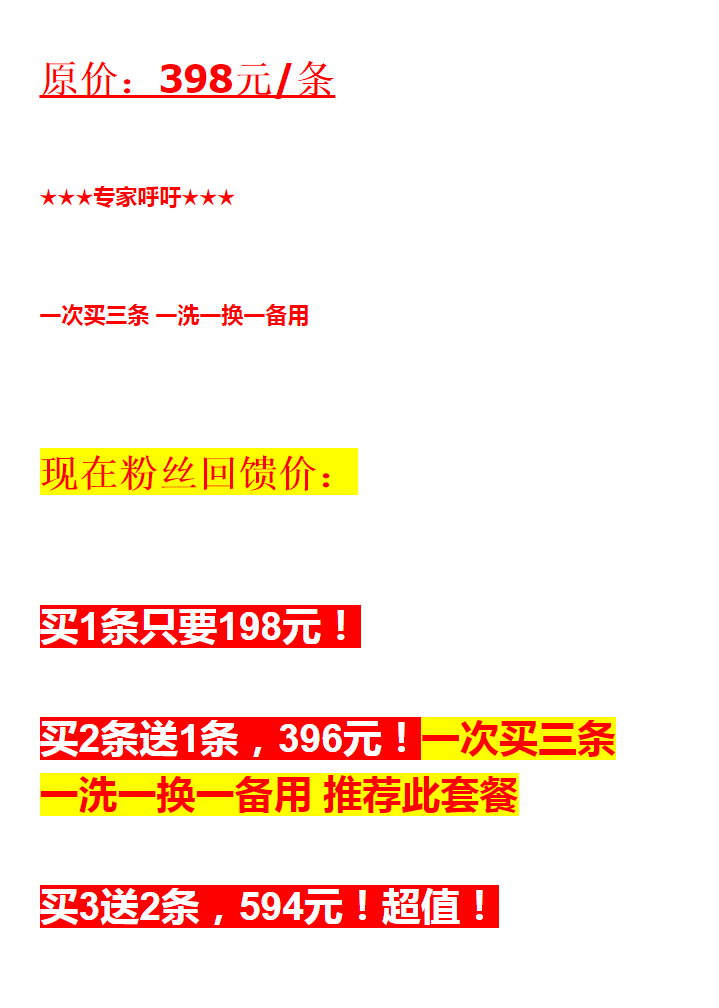 原价：398元/条
★★★专家呼吁★★★
一次买三条 一洗一换一备用
现在粉丝回馈价：
买1条只要198元！
买2条送1条，396元！一次买三条
一洗一换一备用 推荐此套餐
买3送2条，594元！超值！